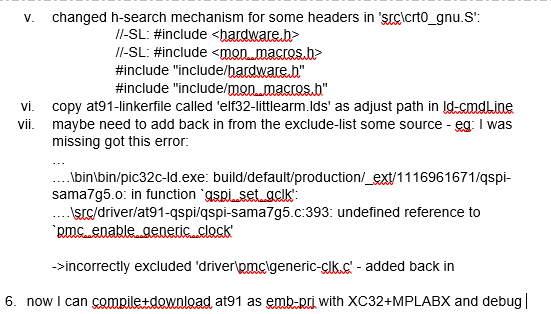 v. changed h-search mechanism for some headers in 'src\crt0_gnu.S':
//-SL: #include <hardware.h>
//-SL: #include <mon_macros.h>
#include "include/hardware.h"
#include "include/mon_macros.h"
vi. copy at91-linkerfile called 'elf32-littlearm.lds' as adjust path in ld-cmdLine
vii. maybe need to add back in from the exclude-list some source - eg: I was
missing got this error:
...
....\bin\bin/pic32c-ld.exe: build/default/production/_ext/1116961671/qspi-
sama7g5.o: in function `qspi_set_gclk':
....\src/driver/at91-qspi/qspi-sama7g5.c:393: undefined reference to
`pmc_enable_generic_clock'
->incorrectly excluded 'driver\pmc\generic-clk.c' - added back in
6. now I can compile+download at91 as emb-prj with XC32+MPLABX and debug